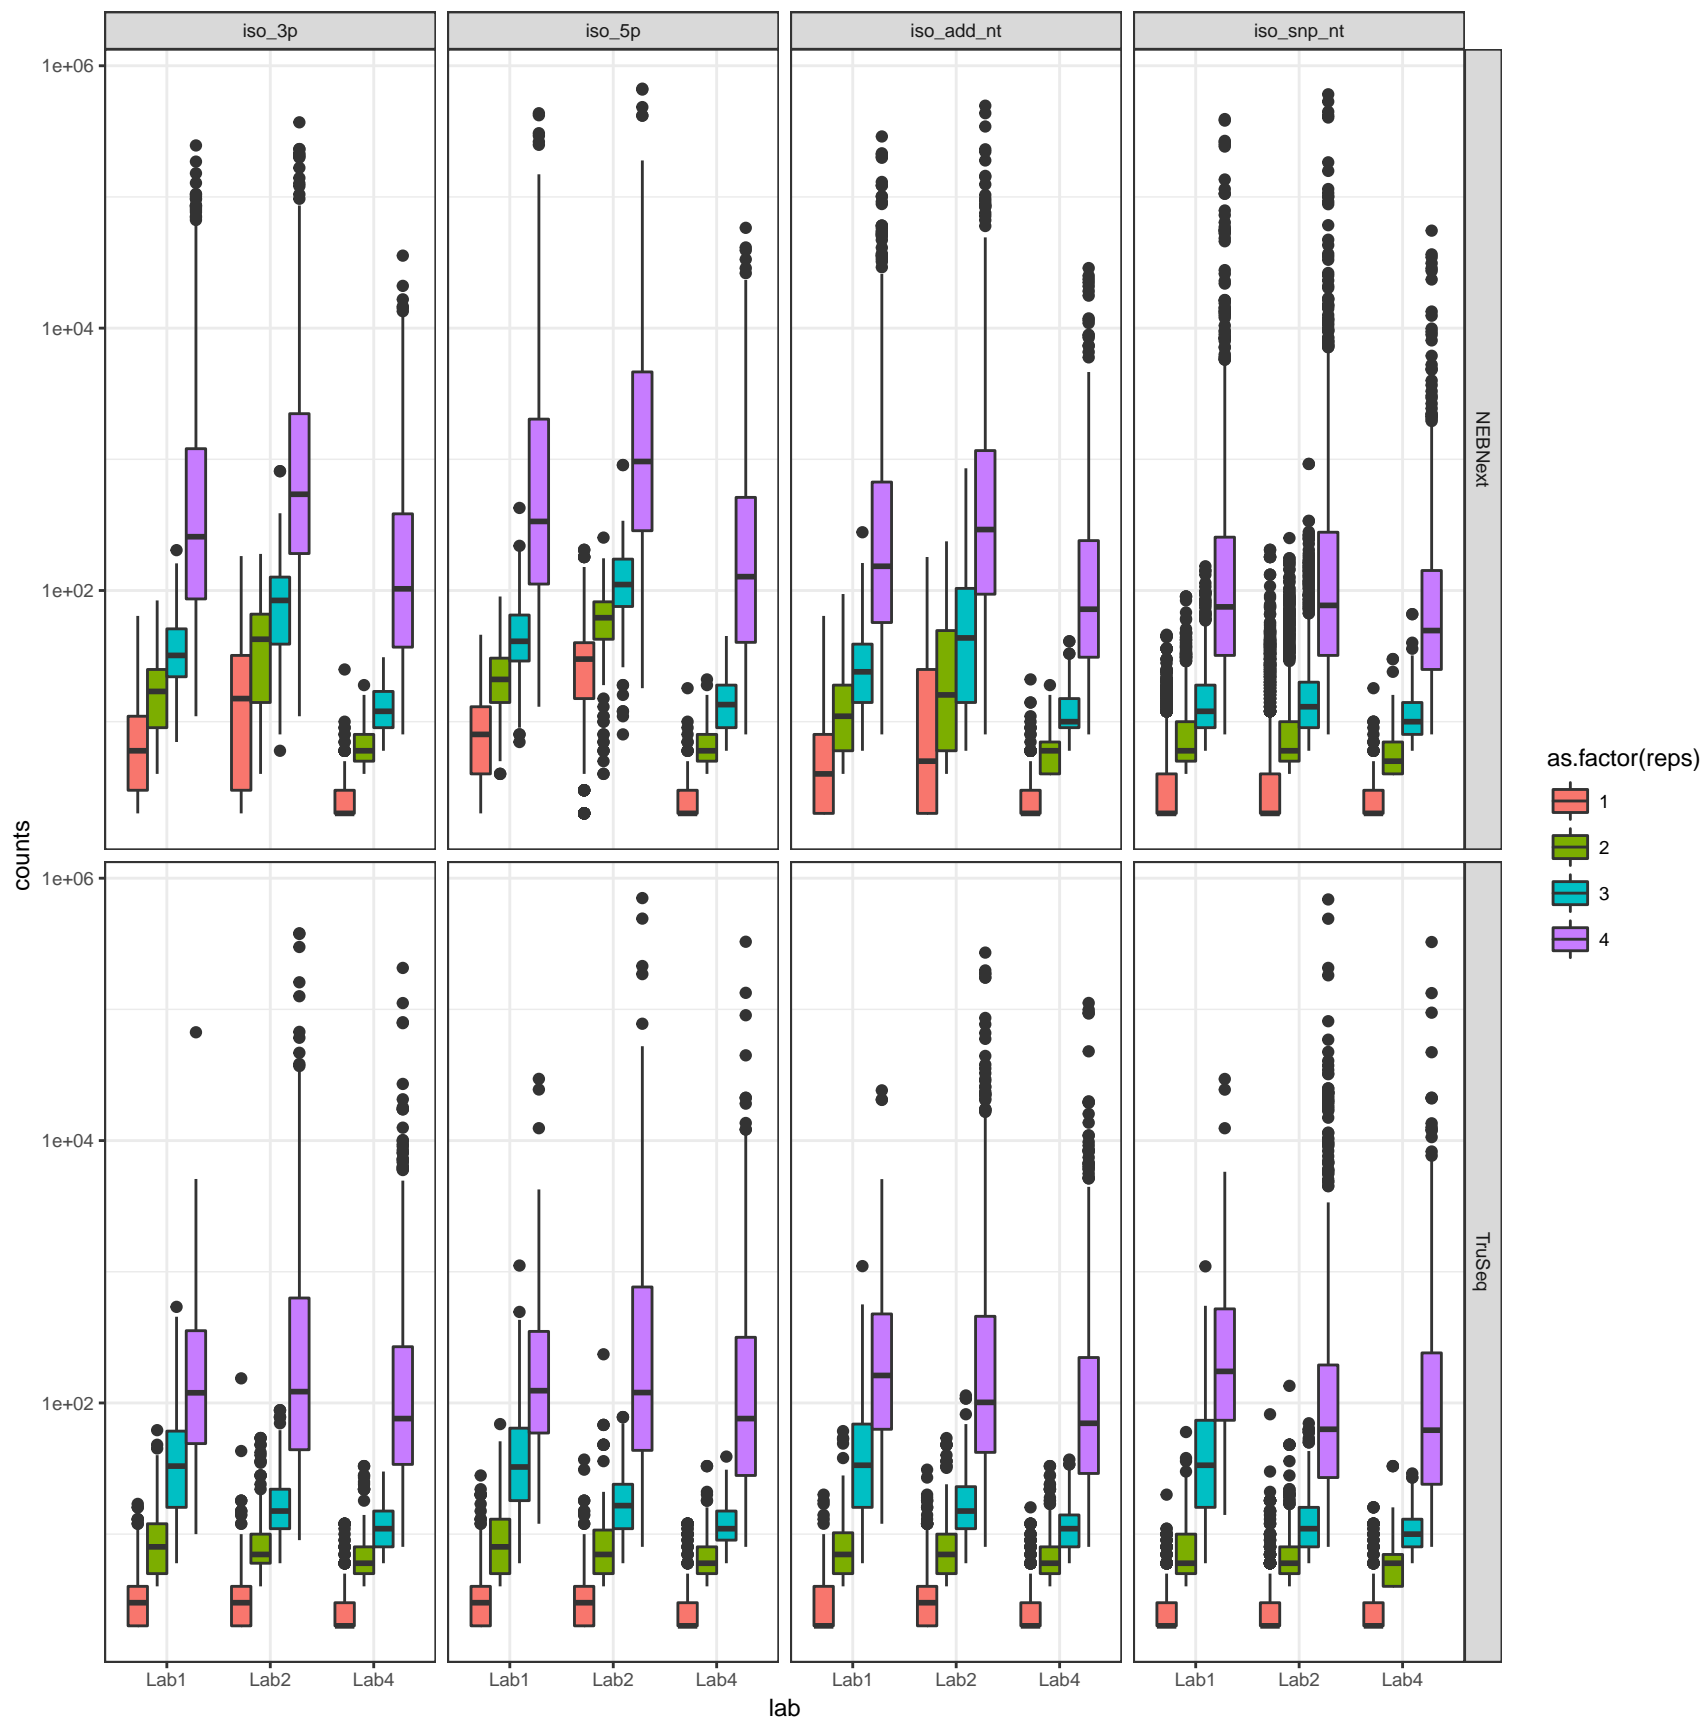 iso_3p iso_5p iso_add_nt iso_snp_nt
1e+06
1e+04
1e+02
NEBNext
1e+06
1e+04
1e+02
TruSeq
counts
Lab1 Lab2 Lab4 Lab1 Lab2 Lab4 Lab1 Lab2 Lab4 Lab1 Lab2 Lab4
lab
as.factor(reps)
1
2
3
4